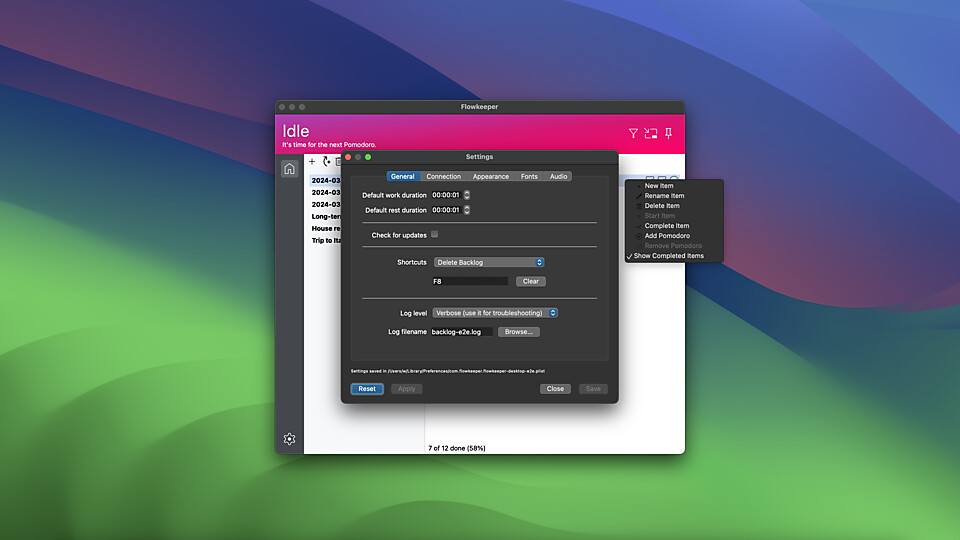 Flowkeeper
Idle
It's time for the next Pomodoro.
Settings
General Connection Appearance Fonts Audio
2024-03
2024-03
2024-03
Long-ter
House re
Trip to Ita
Default work duration 00:00:01
Default rest duration 00:00:01
Check for updates
Shortcuts Delete Backlog
F8 Clear
Log level Verbose (use it for troubleshooting)
Log filename backlog-e2e.log Browse...
Settings saved in /Users/w/Library/Preferences/com.flowkeeper.flowkeeper-desktop-e2e.plist
Reset Apply Close Save
New Item
Rename Item
Delete Item
Start Item
Complete Item
Add Pomodoro
Remove Pomodoro
Show Completed Items
7 of 12 done (58%)